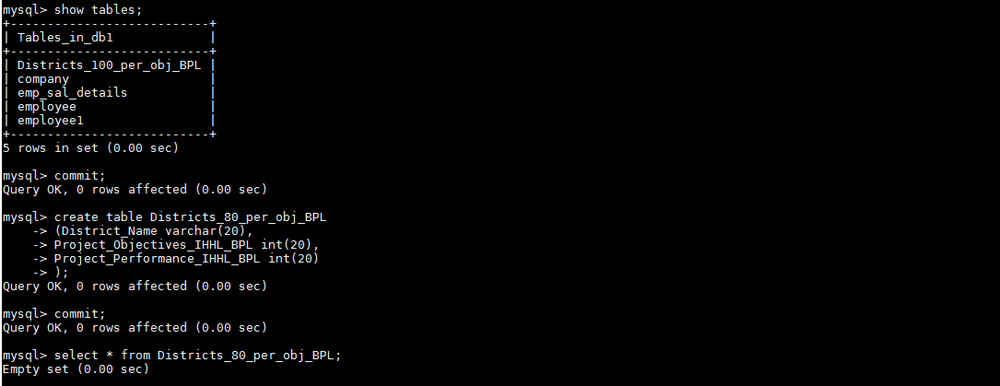 mysql> show tables;
+---------------------------+
| Tables_in_db1             |
+---------------------------+
| Districts_100_per_obj_BPL |
| company                   |
| emp_sal_details           |
| employee                  |
| employee1                 |
+---------------------------+
5 rows in set (0.00 sec)
mysql> commit;
Query OK, 0 rows affected (0.00 sec)
mysql> create table Districts_80_per_obj_BPL
    -> (District_Name varchar(20),
    -> Project_Objectives_IHHL_BPL int(20),
    -> Project_Performance_IHHL_BPL int(20)
    -> );
Query OK, 0 rows affected (0.00 sec)
mysql> commit;
Query OK, 0 rows affected (0.00 sec)
mysql> select * from Districts_80_per_obj_BPL;
Empty set (0.00 sec)